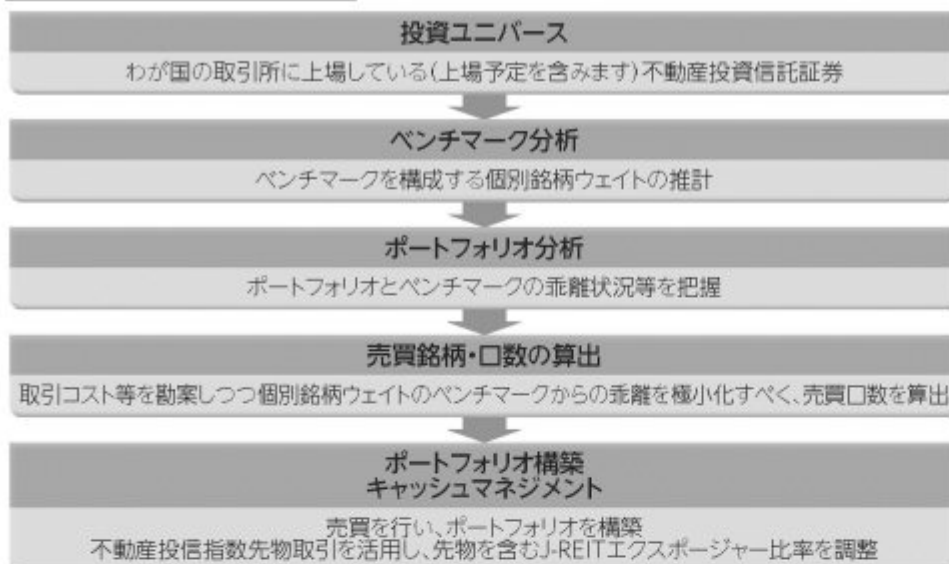 投資ユニバース
わが国の取引所に上場している(上場予定を含みます)不動産投資信託証券
ベンチマーク分析
ベンチマークを構成する個別銘柄ウェイトの推計
ポートフォリオ分析
ポートフォリオとベンチマークの乖離状況等を把握
売買銘柄・口数の算出
取引コスト等を勘案しつつ個別銘柄ウェイトのベンチマークからの乖離を極小化すべく、売買口数を算出
ポートフォリオ構築
キャッシュマネジメント
売買を行い、ポートフォリオを構築
不動産投信指数先物取引を活用し、先物を含むJ-REITエクスポージャー比率を調整